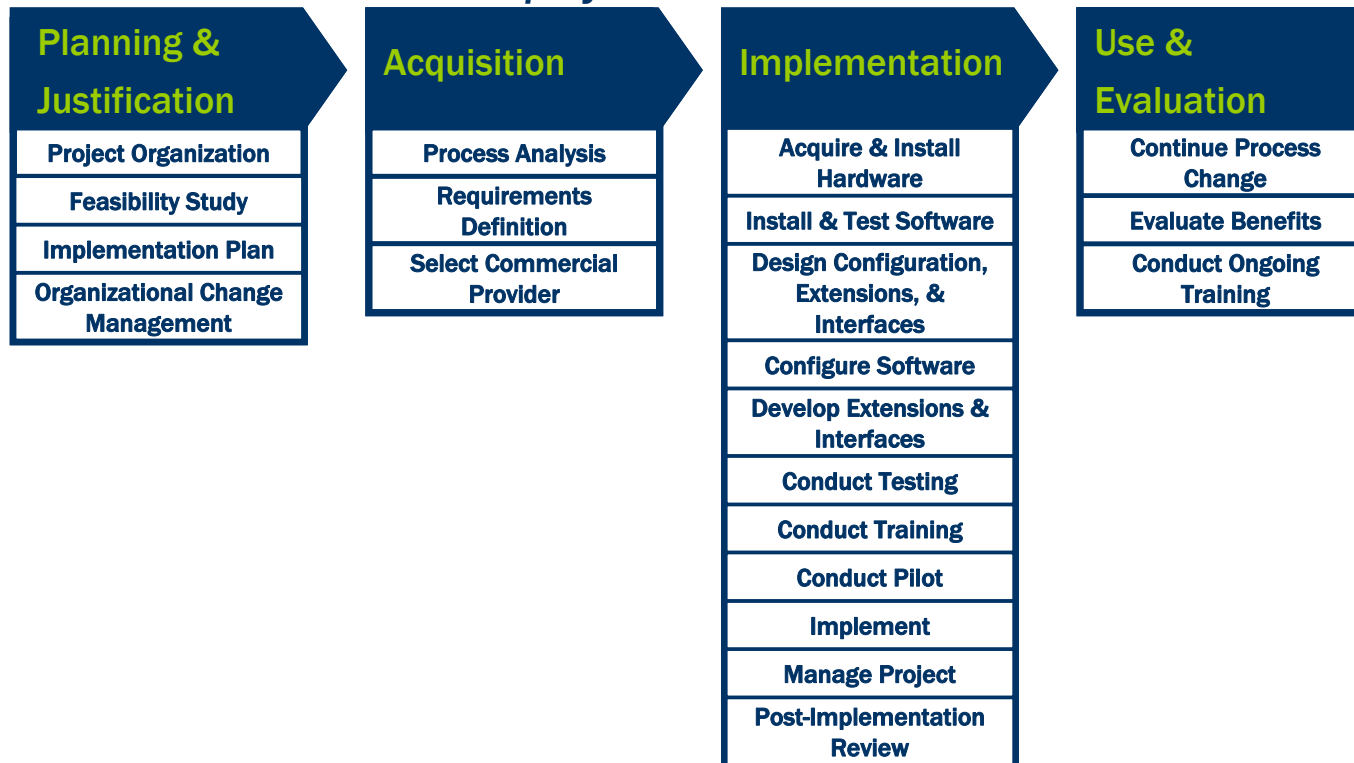 Planning &
Justification
Project Organization
Feasibility Study
Implementation Plan
Organizational Change
Management
Acquisition
Process Analysis
Requirements
Definition
Select Commercial
Provider
Implementation
Acquire & Install
Hardware
Install & Test Software
Design Configuration,
Extensions, &
Interfaces
Configure Software
Develop Extensions &
Interfaces
Conduct Testing
Conduct Training
Conduct Pilot
Implement
Manage Project
Post-Implementation
Review
Use &
Evaluation
Continue Process
Change
Evaluate Benefits
Conduct Ongoing
Training